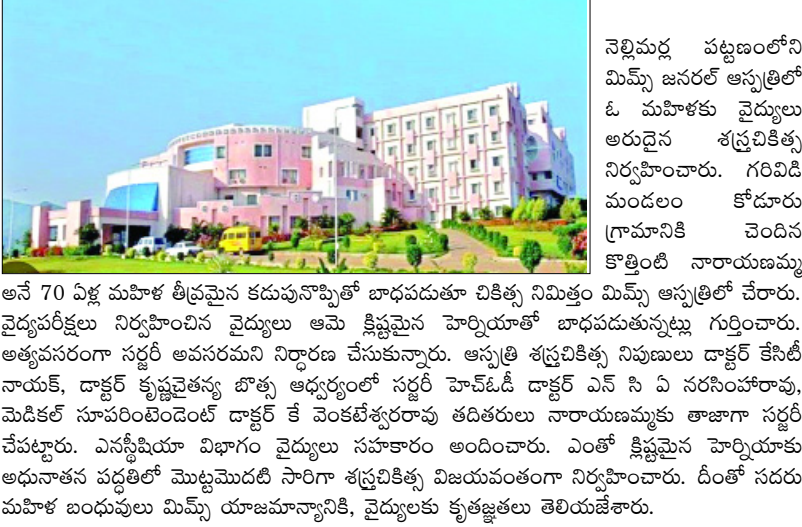 నెల్లిమర్ల పట్టణంలోని
మిమ్స్ జనరల్ ఆస్పత్రిలో
ఓ మహిళకు వైద్యులు
అరుదైన శస్త్రచికిత్స
నిర్వహించారు. గరివిడి
మండలం కోడూరు
గ్రామానికి చెందిన
కొత్తింటి నారాయణమ్మ
అనే 70 ఏళ్ల మహిళ తీవ్రమైన కడుపునొప్పితో బాధపడుతూ చికిత్స నిమిత్తం మిమ్స్ ఆస్పత్రిలో చేరారు.
వైద్యపరీక్షలు నిర్వహించిన వైద్యులు ఆమె క్లిష్టమైన హెర్నియాతో బాధపడుతున్నట్లు గుర్తించారు.
అత్యవసరంగా సర్జరీ అవసరమని నిర్ధారణ చేసుకున్నారు. ఆస్పత్రి శస్త్రచికిత్స నిపుణులు డాక్టర్ కేసిటీ
నాయక్, డాక్టర్ కృష్ణచైతన్య బొత్స ఆధ్వర్యంలో సర్జరీ హెచ్ఓడీ డాక్టర్ ఎన్ సి ఏ నరసింహారావు,
మెడికల్ సూపరింటెండెంట్ డాక్టర్ కే వెంకటేశ్వరరావు తదితరులు నారాయణమ్మకు తాజాగా సర్జరీ
చేపట్టారు. ఎనస్థీషియా విభాగం వైద్యులు సహకారం అందించారు. ఎంతో క్లిష్టమైన హెర్నియాకు
అధునాతన పద్ధతిలో మొట్టమొదటి సారిగా శస్త్రచికిత్స విజయవంతంగా నిర్వహించారు. దీంతో సదరు
మహిళ బంధువులు మిమ్స్ యాజమాన్యానికి, వైద్యులకు కృతజ్ఞతలు తెలియజేశారు.